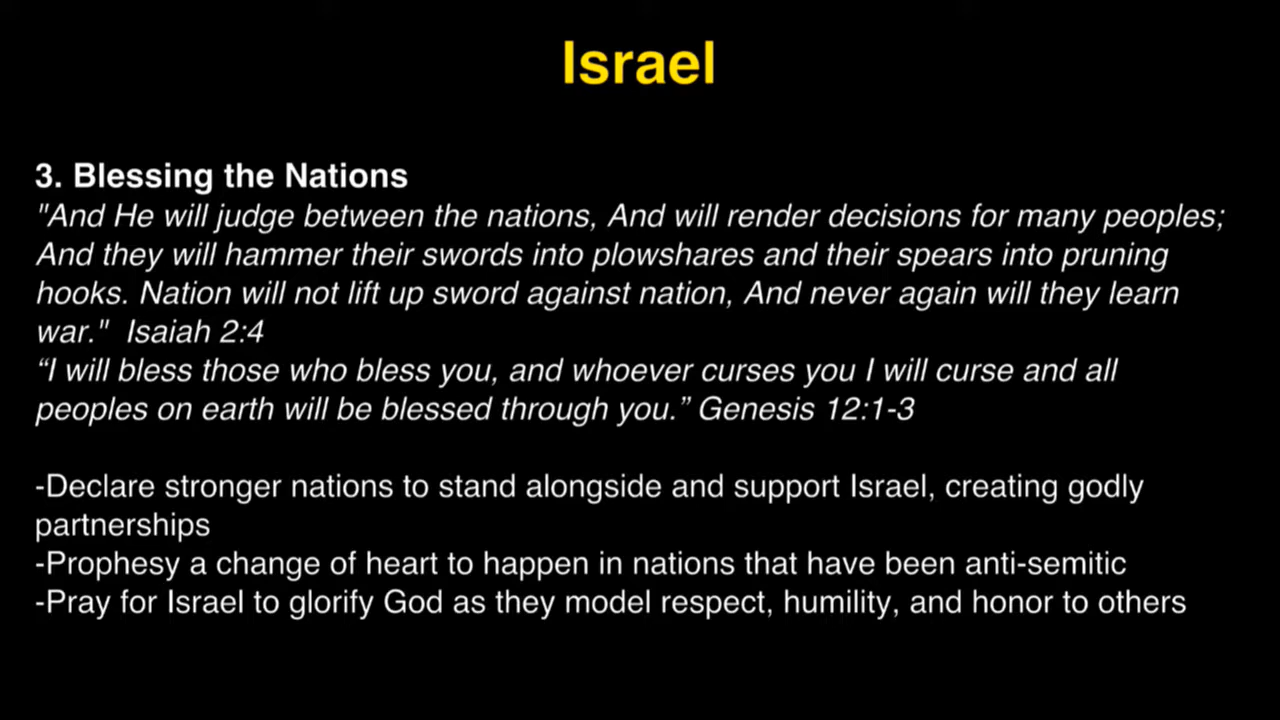 Israel
3. Blessing the Nations
"And He will judge between the nations, And will render decisions for many peoples;
And they will hammer their swords into plowshares and their spears into pruning
hooks. Nation will not lift up sword against nation, And never again will they learn
war."  Isaiah 2:4
“I will bless those who bless you, and whoever curses you I will curse and all
peoples on earth will be blessed through you.” Genesis 12:1-3
-Declare stronger nations to stand alongside and support Israel, creating godly
partnerships
-Prophesy a change of heart to happen in nations that have been anti-semitic
-Pray for Israel to glorify God as they model respect, humility, and honor to others